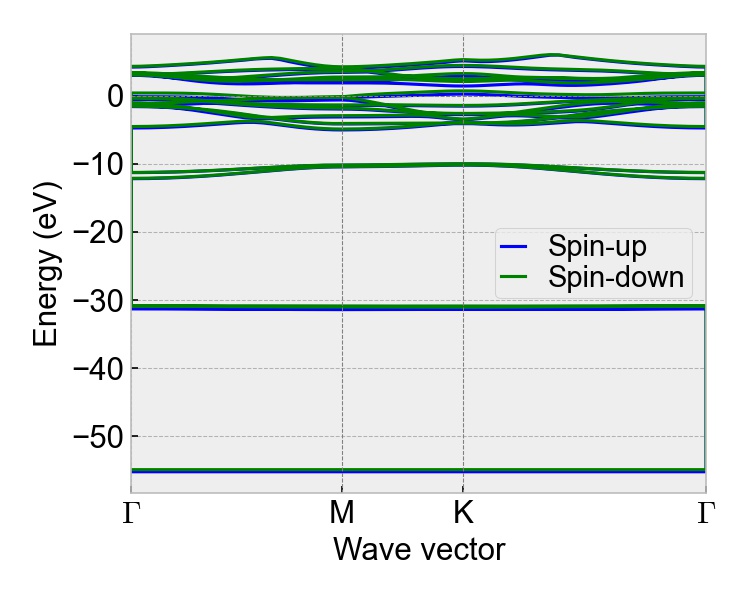 0
−10
−20
−30
−40
−50
Energy (eV)
Spin-up
Spin-down
Γ M K Γ
Wave vector